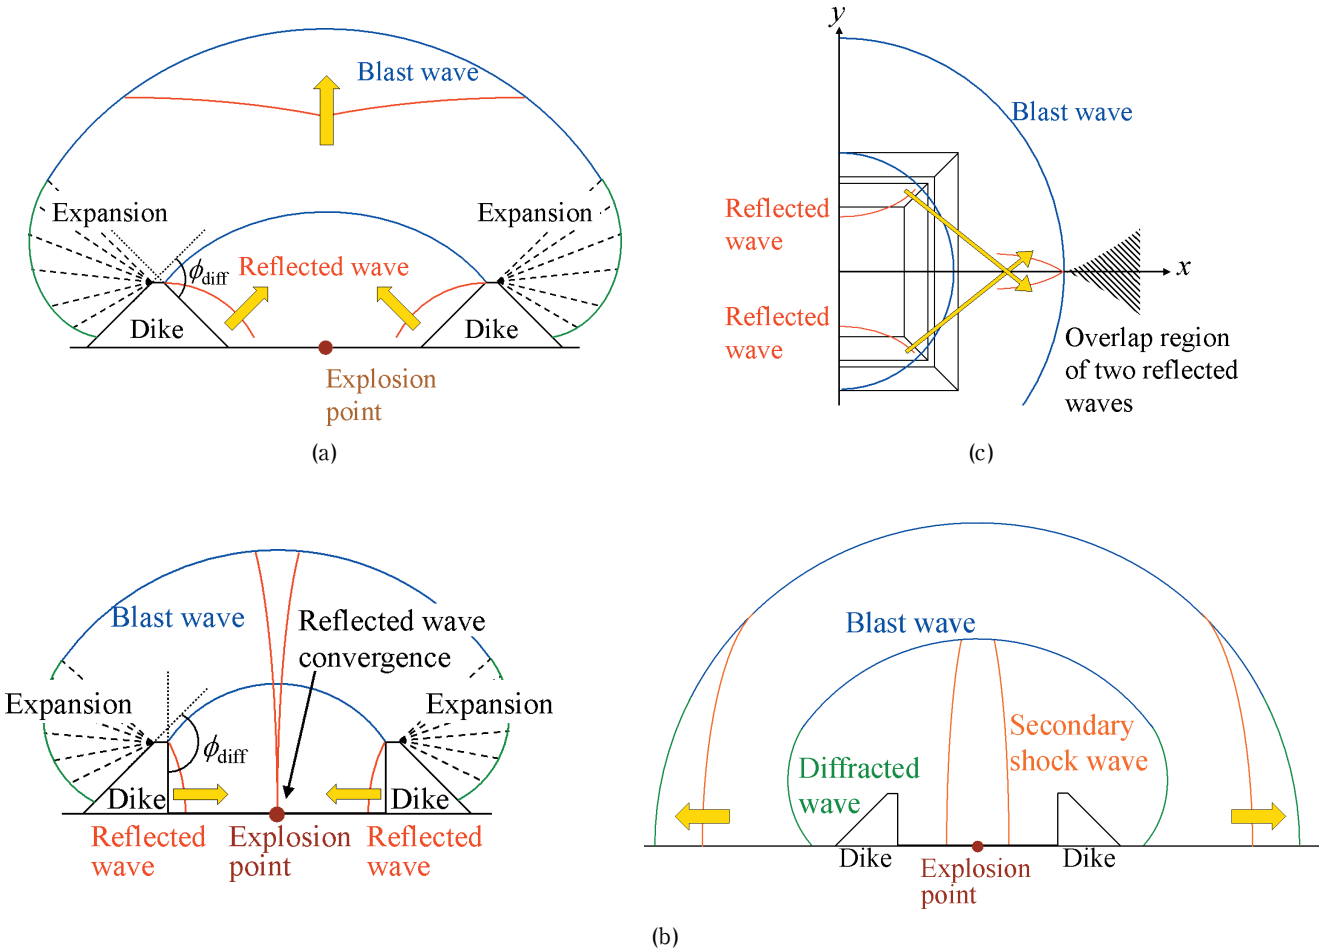 Blast wave
Expansion
Expansion
ϕdiff
Reflected wave
Dike
Dike
Explosion
point
(a)
y
Blast wave
Reflected
wave
x
Reflected
wave
Overlap region
of two reflected
waves
(c)
Blast wave
Reflected wave
convergence
Expansion
Expansion
ϕdiff
Dike
Dike
Reflected
wave
Explosion
point
Reflected
wave
Blast wave
Secondary
shock wave
Diffracted
wave
Dike
Dike
Explosion
point
(b)